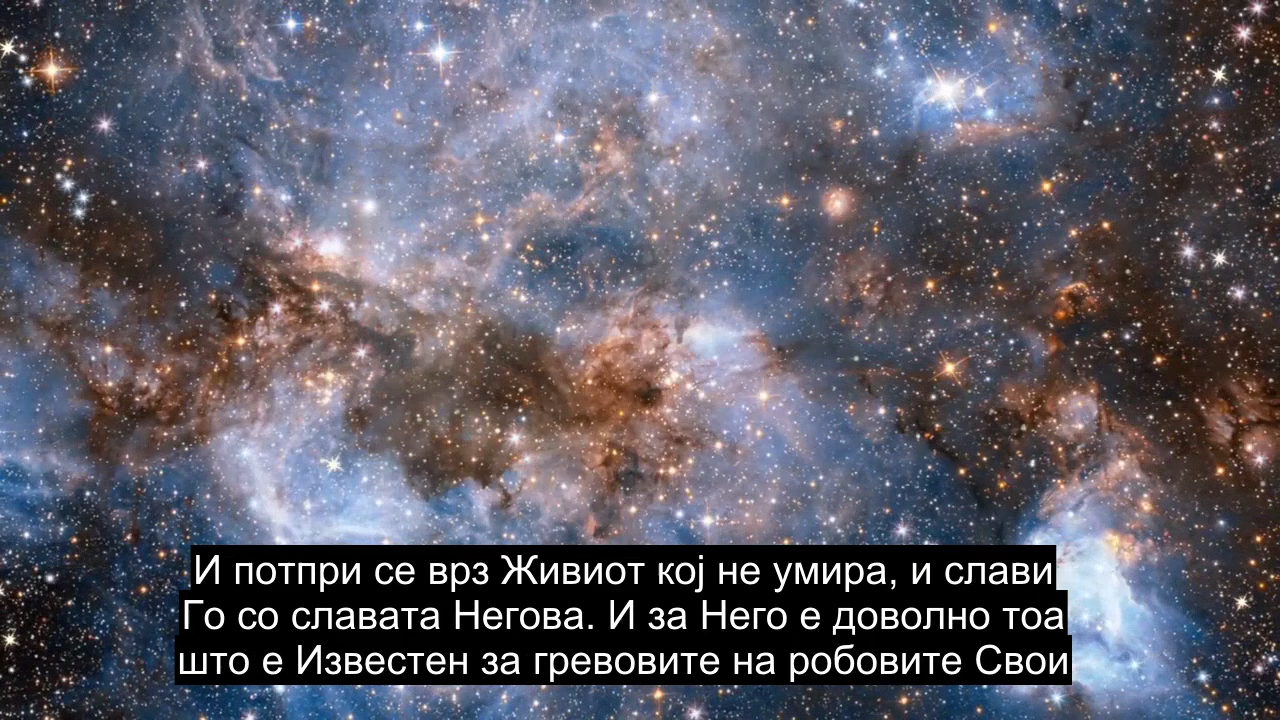 И потпри се врз Живиот кој не умира, и слави
Го со славата Негова. И за Него е доволно тоа
што е Известен за гревовите на робовите Свои